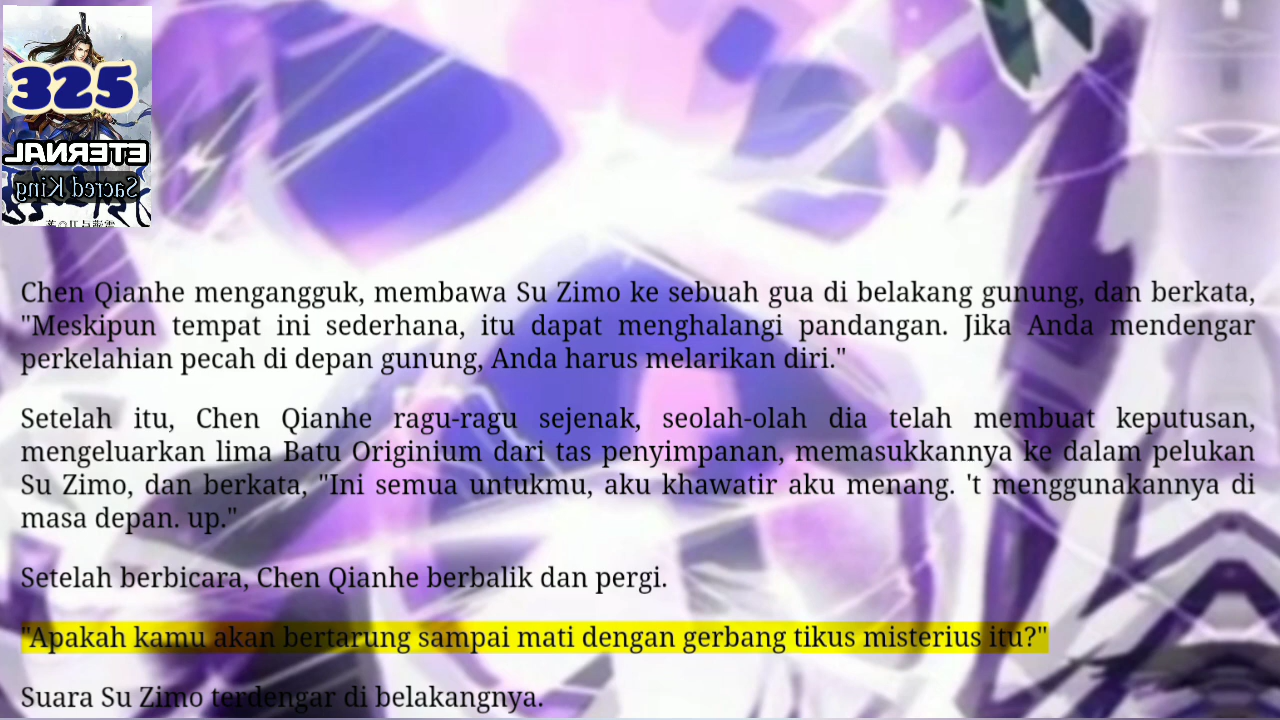 325
ETERNAL
Sacred King
Chen Qianhe mengangguk, membawa Su Zimo ke sebuah gua di belakang gunung, dan berkata,
"Meskipun tempat ini sederhana, itu dapat menghalangi pandangan. Jika Anda mendengar
perkelahian pecah di depan gunung, Anda harus melarikan diri."
Setelah itu, Chen Qianhe ragu-ragu sejenak, seolah-olah dia telah membuat keputusan,
mengeluarkan lima Batu Originium dari tas penyimpanan, memasukkannya ke dalam pelukan
Su Zimo, dan berkata, "Ini semua untukmu, aku khawatir aku menang. 't menggunakannya di
masa depan. up."
Setelah berbicara, Chen Qianhe berbalik dan pergi.
"Apakah kamu akan bertarung sampai mati dengan gerbang tikus misterius itu?"
Suara Su Zimo terdengar di belakangnya.